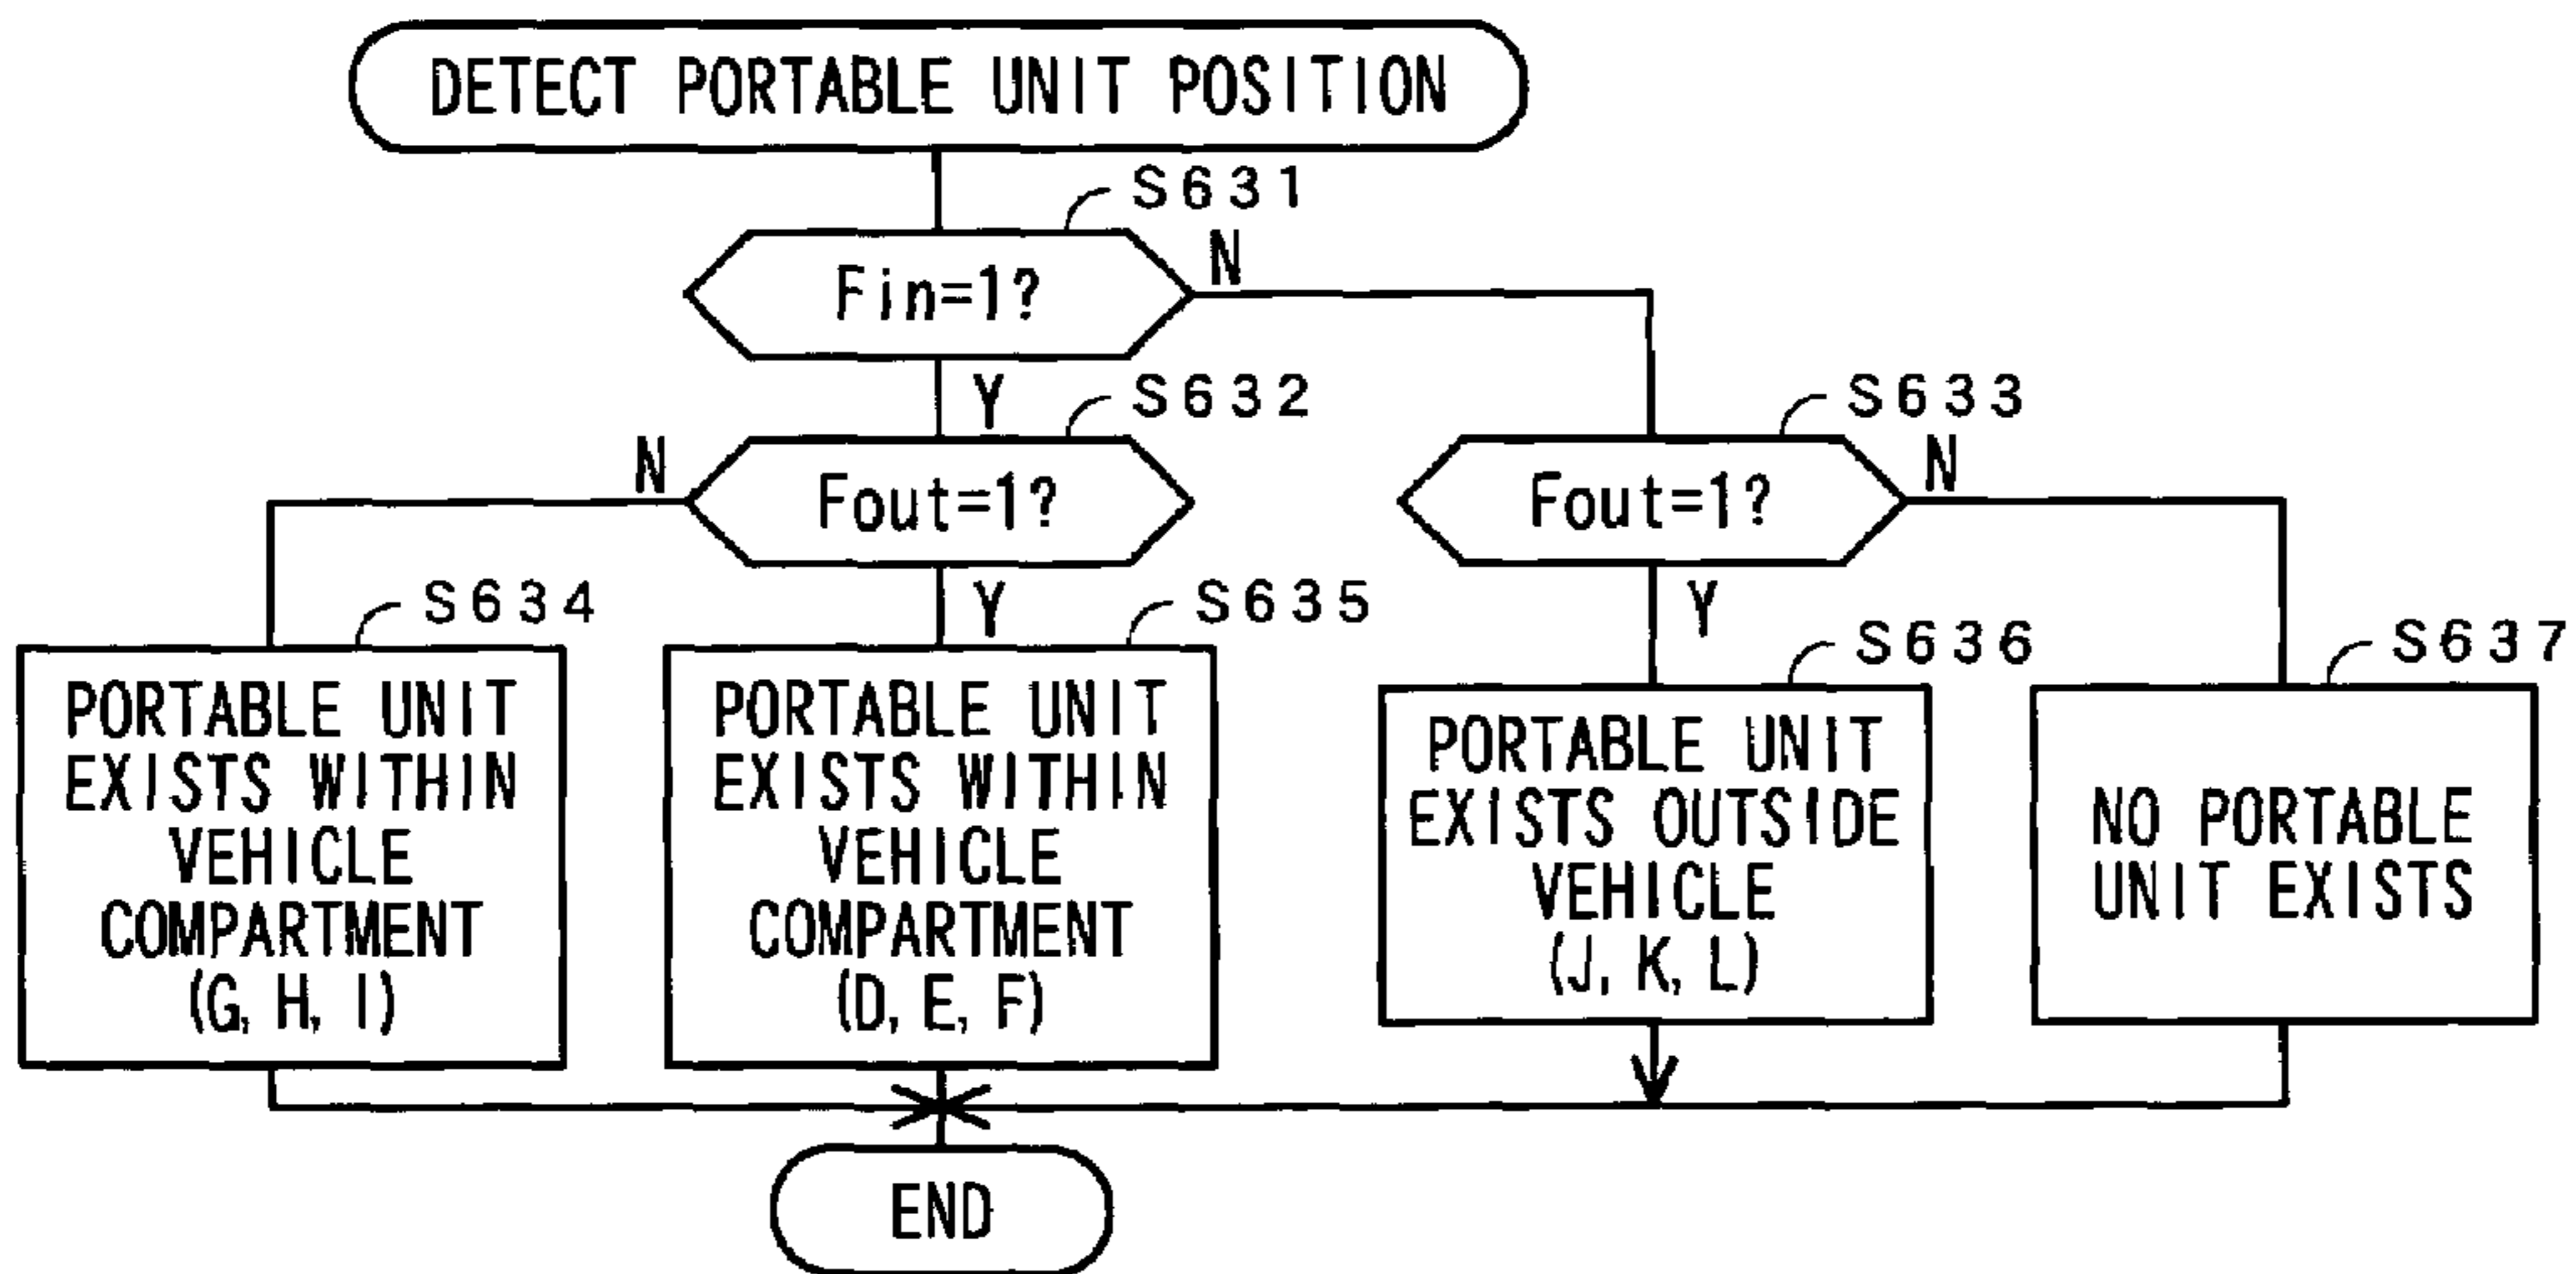 DETECT PORTABLE UNIT POSITION
S631
Fin=1?
N
Y
S632
Fout=1?
N
Y
S633
Fout=1?
N
Y
S634
PORTABLE UNIT
EXISTS WITHIN
VEHICLE
COMPARTMENT
(G, H, I)
S635
PORTABLE UNIT
EXISTS WITHIN
VEHICLE
COMPARTMENT
(D, E, F)
S636
PORTABLE UNIT
EXISTS OUTSIDE
VEHICLE
(J, K, L)
S637
NO PORTABLE
UNIT EXISTS
END